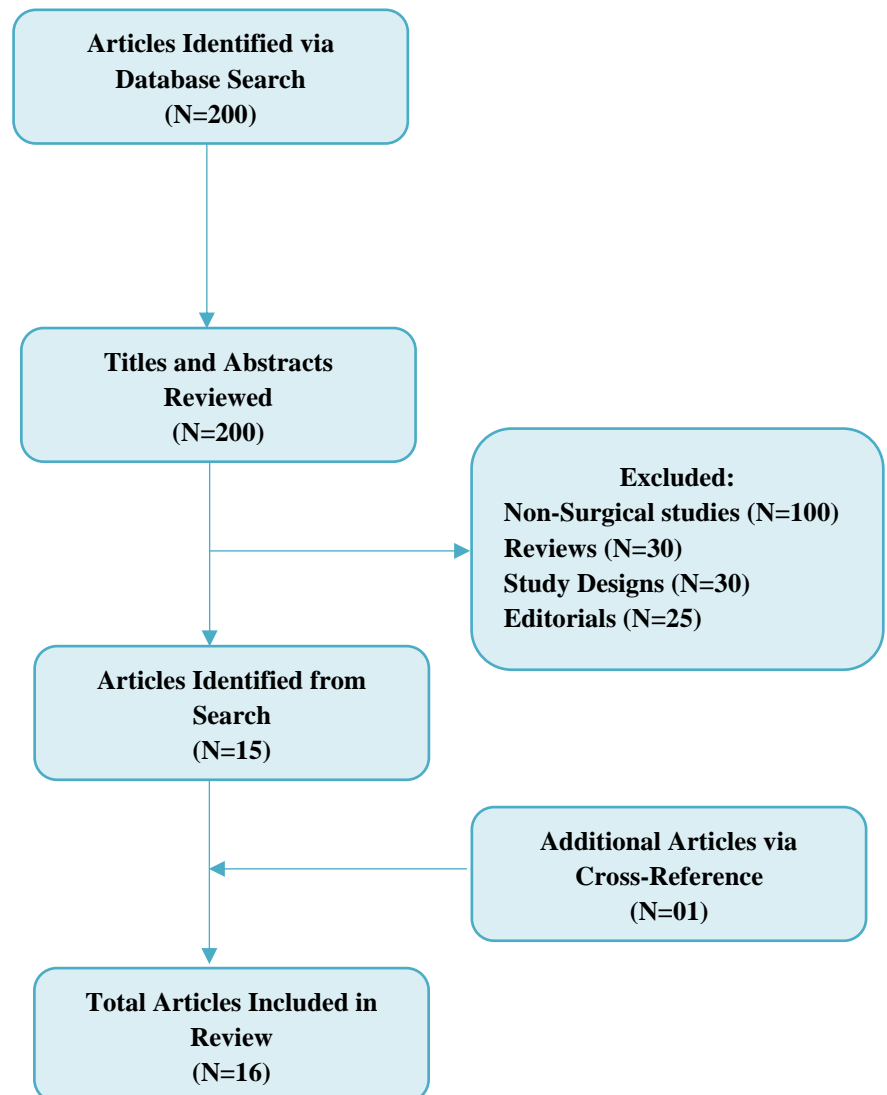 Articles Identified via
Database Search
(N=200)
Titles and Abstracts
Reviewed
(N=200)
Excluded:
Non-Surgical studies (N=100)
Reviews (N=30)
Study Designs (N=30)
Editorials (N=25)
Articles Identified from
Search
(N=15)
Additional Articles via
Cross-Reference
(N=01)
Total Articles Included in
Review
(N=16)